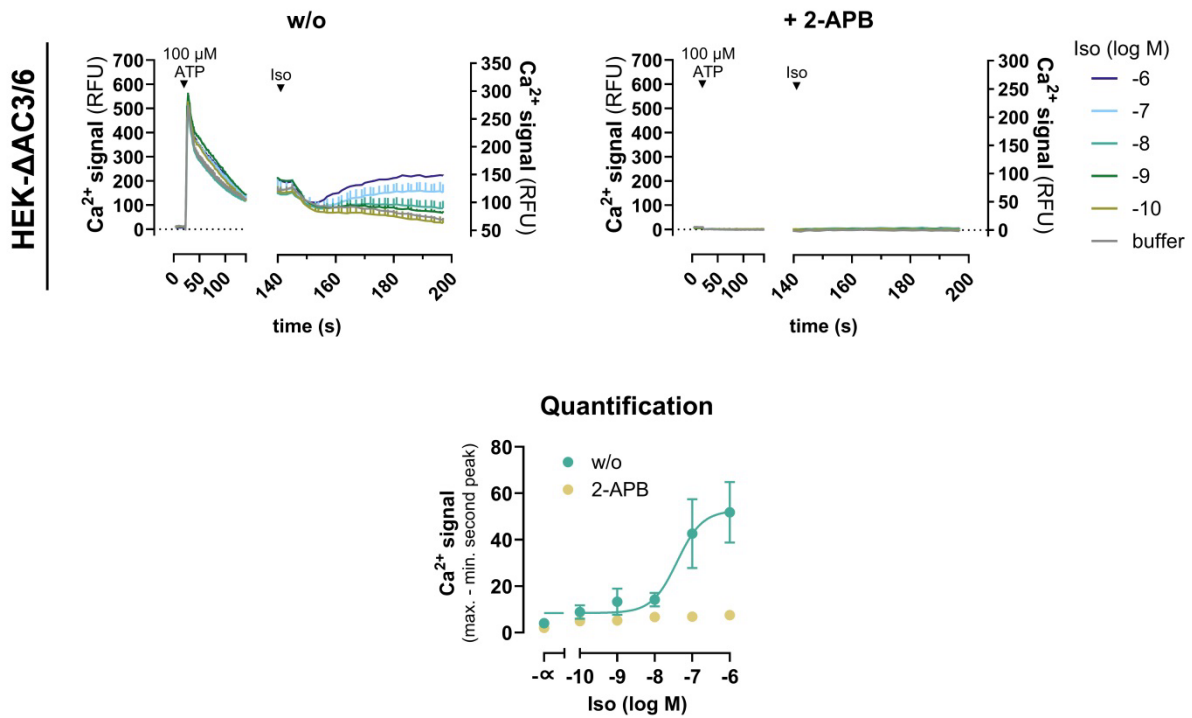 w/o
+ 2-APB
HEK-ΔAC3/6
100 µM
ATP
Iso
Ca²⁺ signal (RFU)
700
600
500
400
300
200
100
0
350
300
250
200
150
100
50
Ca²⁺ signal (RFU)
0
50
100
140
160
180
200
time (s)
100 µM
ATP
Iso
Ca²⁺ signal (RFU)
700
600
500
400
300
200
100
0
300
250
200
150
100
50
0
Ca²⁺ signal (RFU)
0
50
100
140
160
180
200
time (s)
Iso (log M)
-6
-7
-8
-9
-10
buffer
Quantification
Ca²⁺ signal
(max. - min. second peak)
80
60
40
20
0
w/o
2-APB
-∝
-10
-9
-8
-7
-6
Iso (log M)